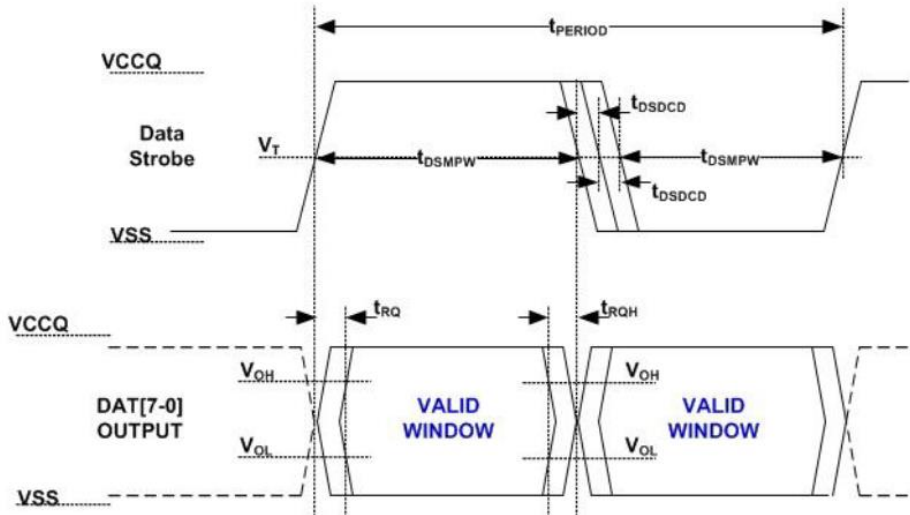 tPERIOD
VCCQ
tDSDCD
Data
Strobe
VT
tDSMPW
tDSMPW
tDSDCD
VSS
VCCQ
tRQ
tRQH
VOH
VOH
DAT[7-0]
OUTPUT
VALID
WINDOW
VALID
WINDOW
VOL
VOL
VSS